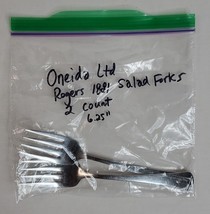 Oneida Ltd
Rogers 1881 Salad Forks
2 count
6.25"